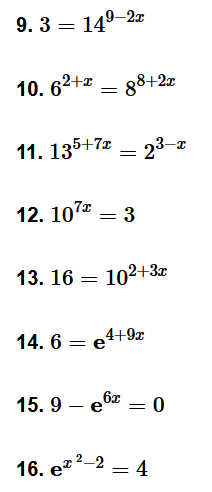 9. 3 = 14^{9−2x}
10. 6^{2+x} = 8^{8+2x}
11. 13^{5+7x} = 2^{3−x}
12. 10^{7x} = 3
13. 16 = 10^{2+3x}
14. 6 = e^{4+9x}
15. 9 − e^{6x} = 0
16. e^{x^2−2} = 4